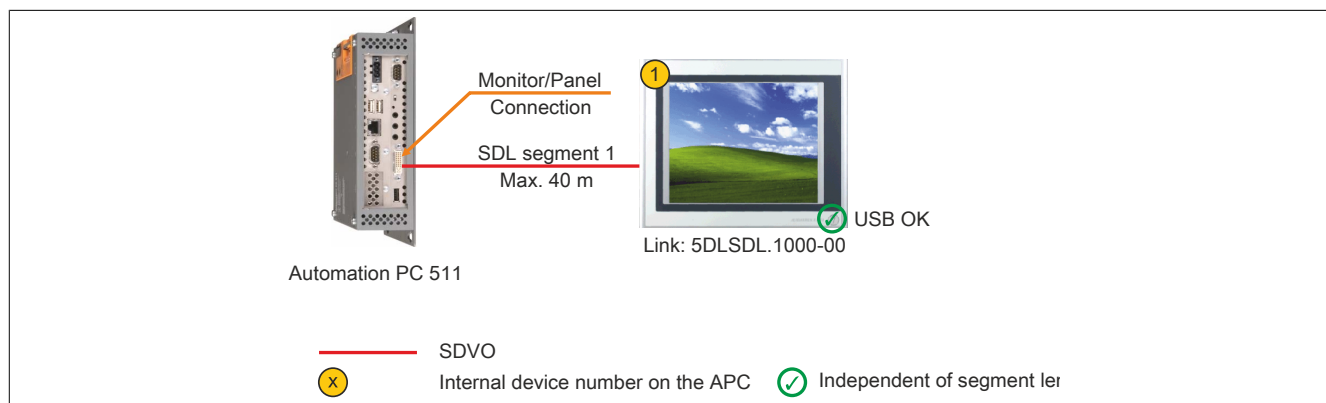 Monitor/Panel
Connection
1
SDL segment 1
Max. 40 m
USB OK
Link: 5DLSDL.1000-00
Automation PC 511
SDVO
x Internal device number on the APC
✓ Independent of segment